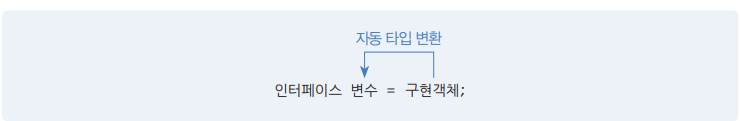 자동 타입 변환
인터페이스 변수 = 구현객체;